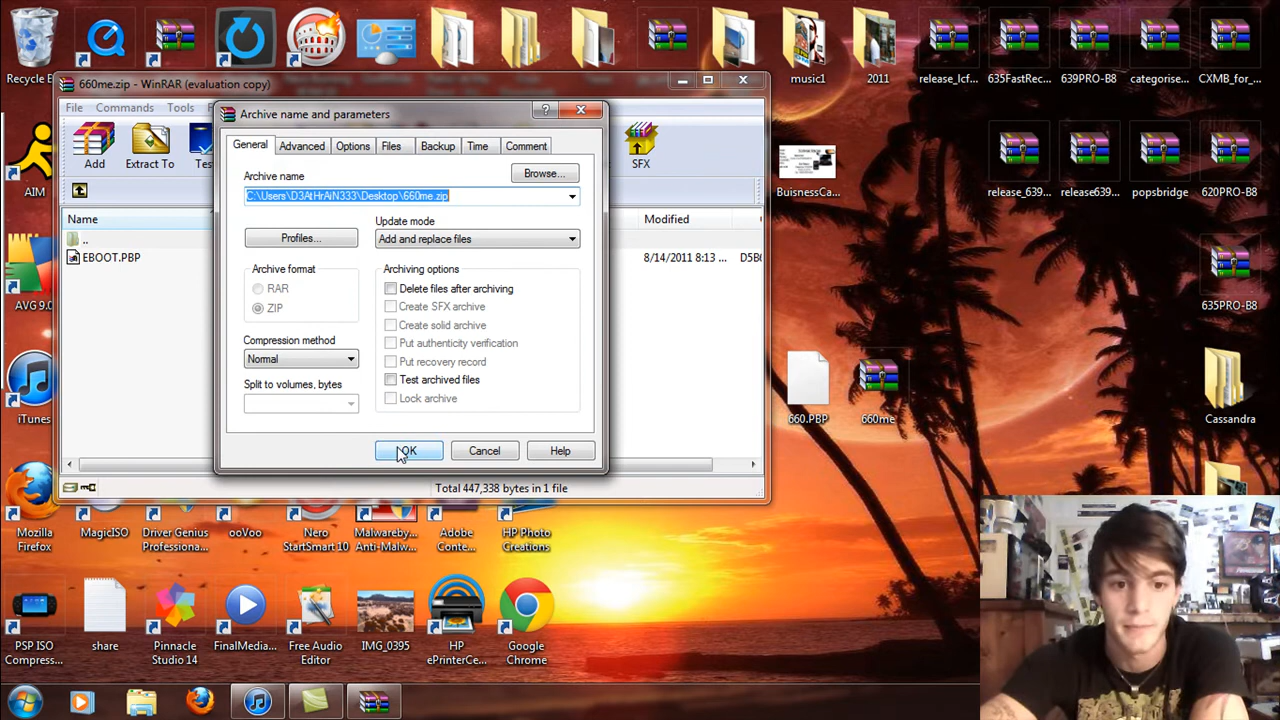 Recycle B
music1
2011
release_lcf...
635FastRec...
639PRO-B8
categorise...
CXMB_for_...
660me.zip - WinRAR (evaluation copy)
File
Commands
Tools
Archive name and parameters
General
Advanced
Options
Files
Backup
Time
Comment
Add
Extract To
SFX
AIM
Archive name
Browse...
C:\Users\D3AtHrAiN333\Desktop\660me.zip
BuisnessCa...
release_639...
release639...
popsbridge
620PRO-B8
Name
Modified
Update mode
Profiles...
Add and replace files
..
EBOOT.PBP
8/14/2011 8:13 ...
Archive format
RAR
ZIP
Archiving options
Delete files after archiving
Create SFX archive
Create solid archive
Put authenticity verification
Put recovery record
Test archived files
Lock archive
AVG 9.0
635PRO-B8
Compression method
Normal
Split to volumes, bytes
iTunes
660.PBP
660me
Cassandra
OK
Cancel
Help
Total 447,338 bytes in 1 file
Mozilla
Firefox
MagicISO
Driver Genius
Professiona...
ooVoo
Nero
StartSmart 10
Malwareby...
Anti-Malw...
Adobe
Conte...
HP Photo
Creations
PSP ISO
Compress...
share
Pinnacle
Studio 14
FinalMedia...
Free Audio
Editor
IMG_0395
HP
ePrinterCe...
Google
Chrome